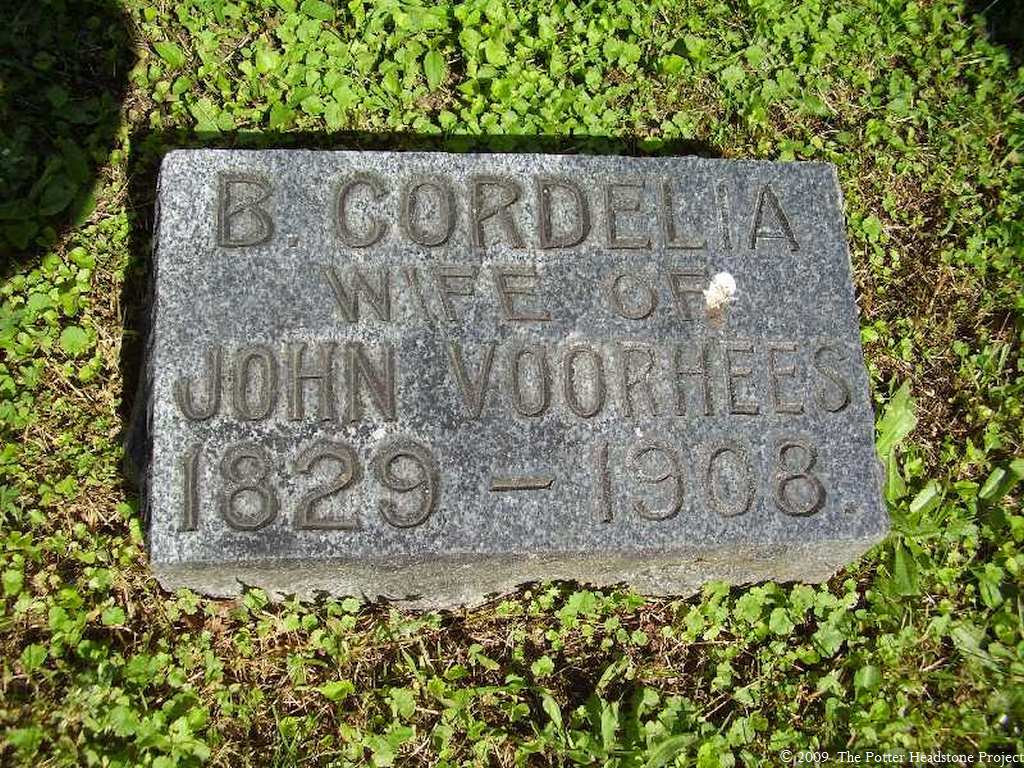 B. CORDELIA
WIFE OF
JOHN VOORHEES
1829 – 1908.
© 2009 The Potter Headstone Project